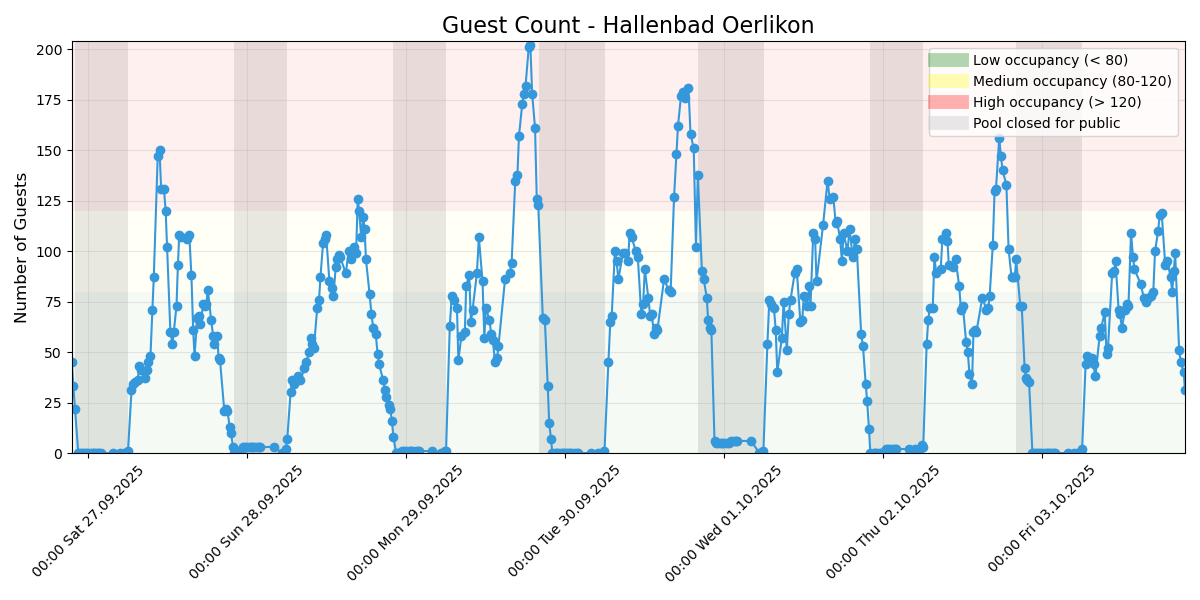 Guest Count - Hallenbad Oerlikon
Number of Guests
200
175
150
125
100
75
50
25
0
Low occupancy (< 80)
Medium occupancy (80-120)
High occupancy (> 120)
Pool closed for public
00:00 Sat 27.09.2025
00:00 Sun 28.09.2025
00:00 Mon 29.09.2025
00:00 Tue 30.09.2025
00:00 Wed 01.10.2025
00:00 Thu 02.10.2025
00:00 Fri 03.10.2025